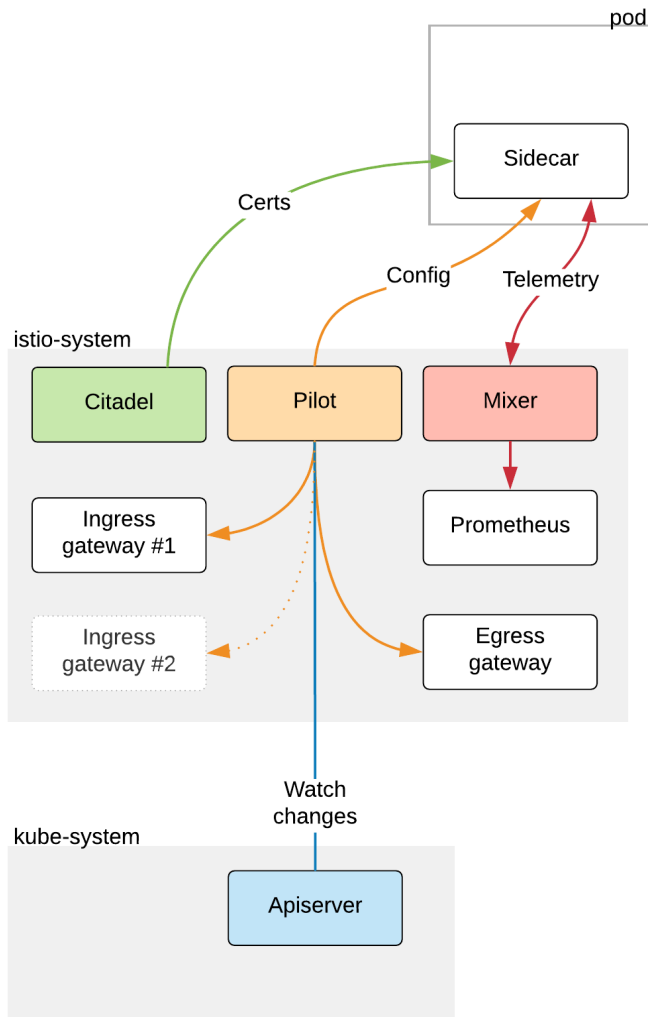 pod
Sidecar
Certs
Config
Telemetry
istio-system
Citadel
Pilot
Mixer
Ingress
gateway #1
Prometheus
Ingress
gateway #2
Egress
gateway
Watch
changes
kube-system
Apiserver